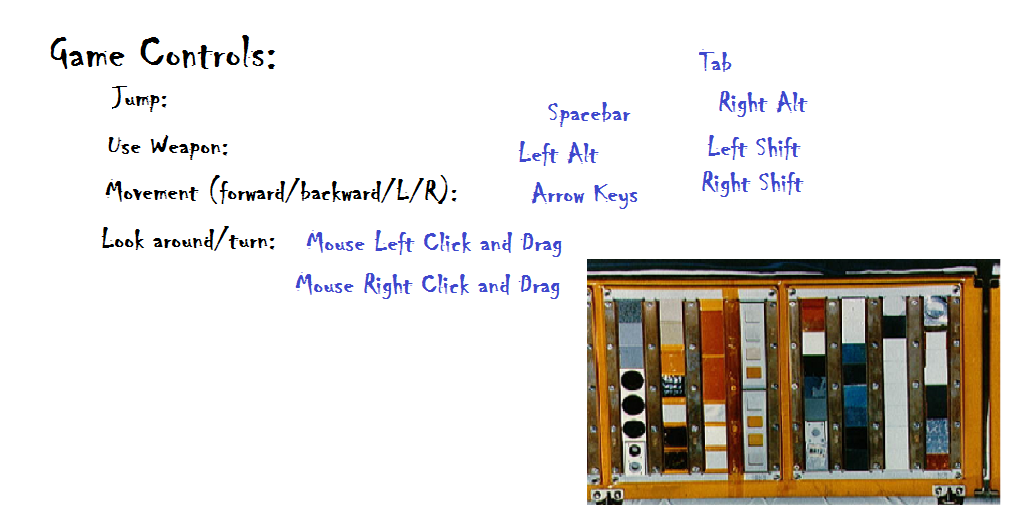 Game Controls:
Tab
Jump:
Spacebar
Right Alt
Use Weapon:
Left Alt
Left Shift
Movement (forward/backward/L/R):
Arrow Keys
Right Shift
Look around/turn:
Mouse Left Click and Drag
Mouse Right Click and Drag